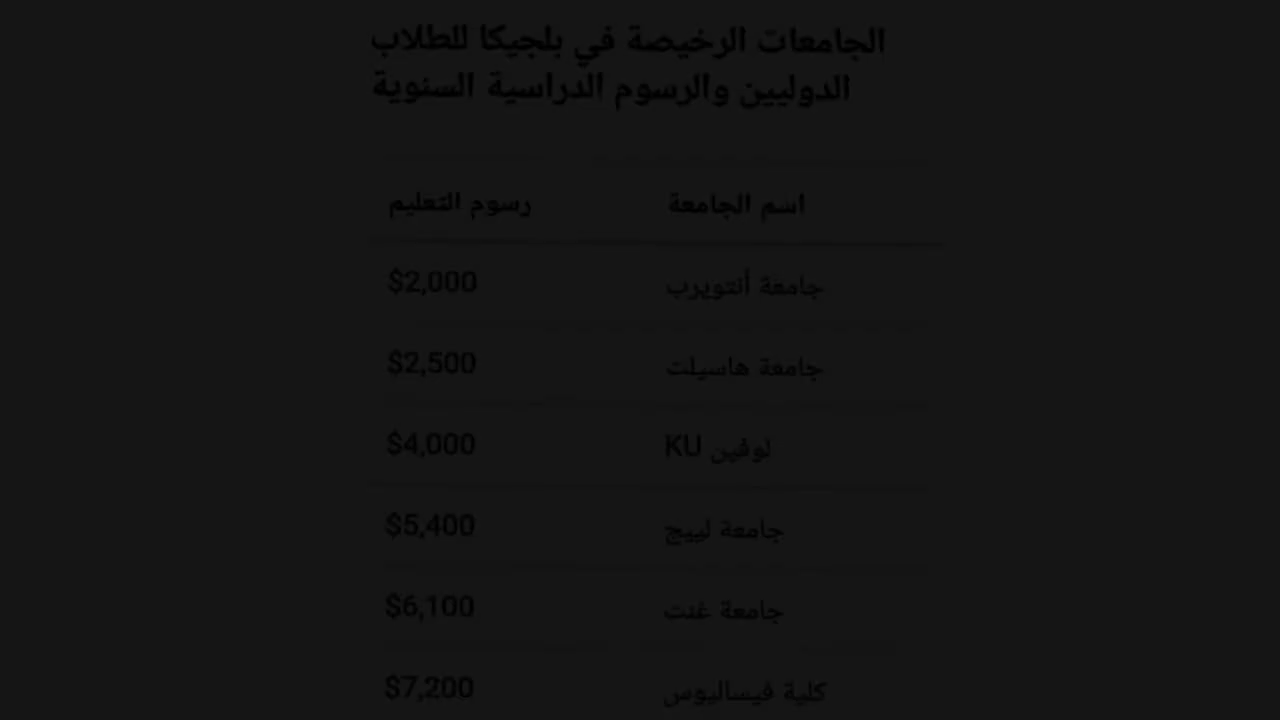 الجامعات الرخيصة في بلجيكا للطلاب
الدوليين والرسوم الدراسية السنوية
اسم الجامعة رسوم التعليم
جامعة أنتويرب $2,000
جامعة هاسيلت $2,500
لوفين KU $4,000
جامعة لييج $5,400
جامعة غنت $6,100
كلية فيساليوس $7,200